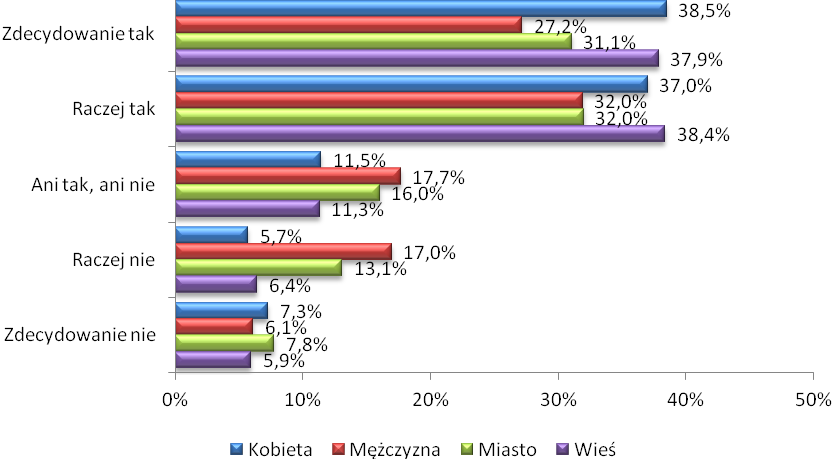 38,5%
Zdecydowanie tak
27,2%
31,1%
37,9%
37,0%
Raczej tak
32,0%
32,0%
38,4%
11,5%
Ani tak, ani nie
17,7%
16,0%
11,3%
5,7%
Raczej nie
17,0%
13,1%
6,4%
7,3%
Zdecydowanie nie
6,1%
7,8%
5,9%
0% 10% 20% 30% 40% 50%
Kobieta Mężczyzna Miasto Wieś